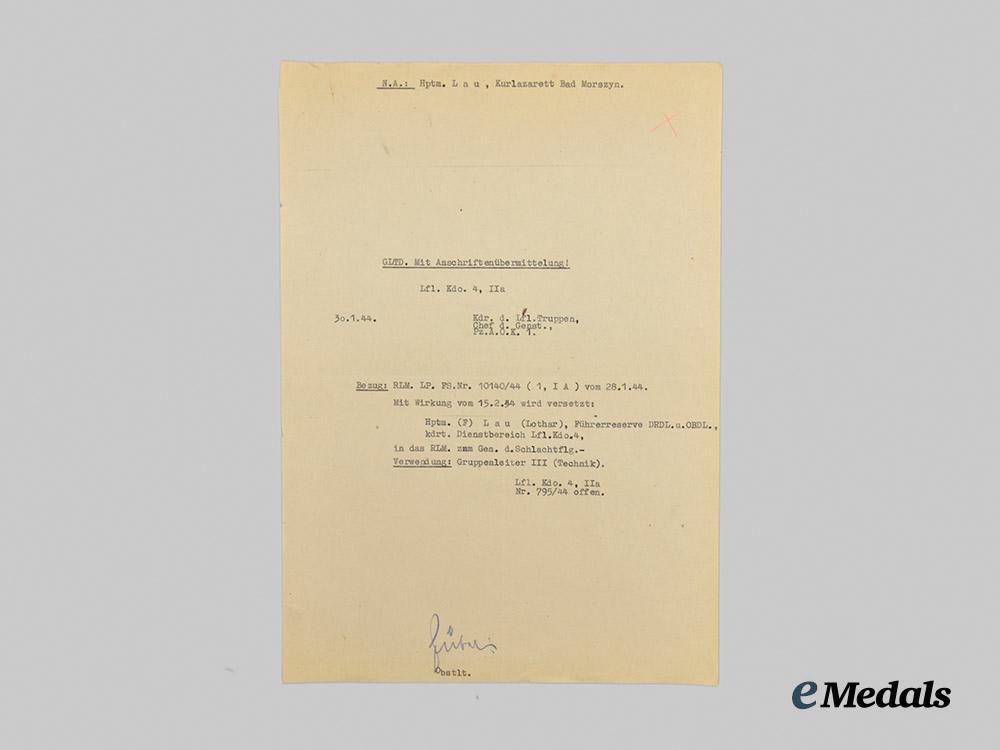 N.A.: Hptm. L a u , Kurlazarett Bad Morszyn.
GLTD. Mit Anschriftenübermittelung!
Lfl. Kdo. 4, IIa
30.1.44.
Kdr. d. Lfl.Truppen,
Chef d. Genst.,
Pz.A.O.K. 1.
Bezug: RLM. LP. FS.Nr. 10140/44 ( 1, I A ) vom 28.1.44.
Mit Wirkung vom 15.2.44 wird versetzt:
Hptm. (F) L a u (Lothar), Führerreserve DRDL.u.OBDL.,
kdrt. Dienstbereich Lfl.Kdo.4,
in das RLM. zum Gen. d.Schlachtflg.-
Verwendung: Gruppenleiter III (Technik).
Lfl. Kdo. 4, IIa
Nr. 795/44 offen.
Obstlt.
eMedals